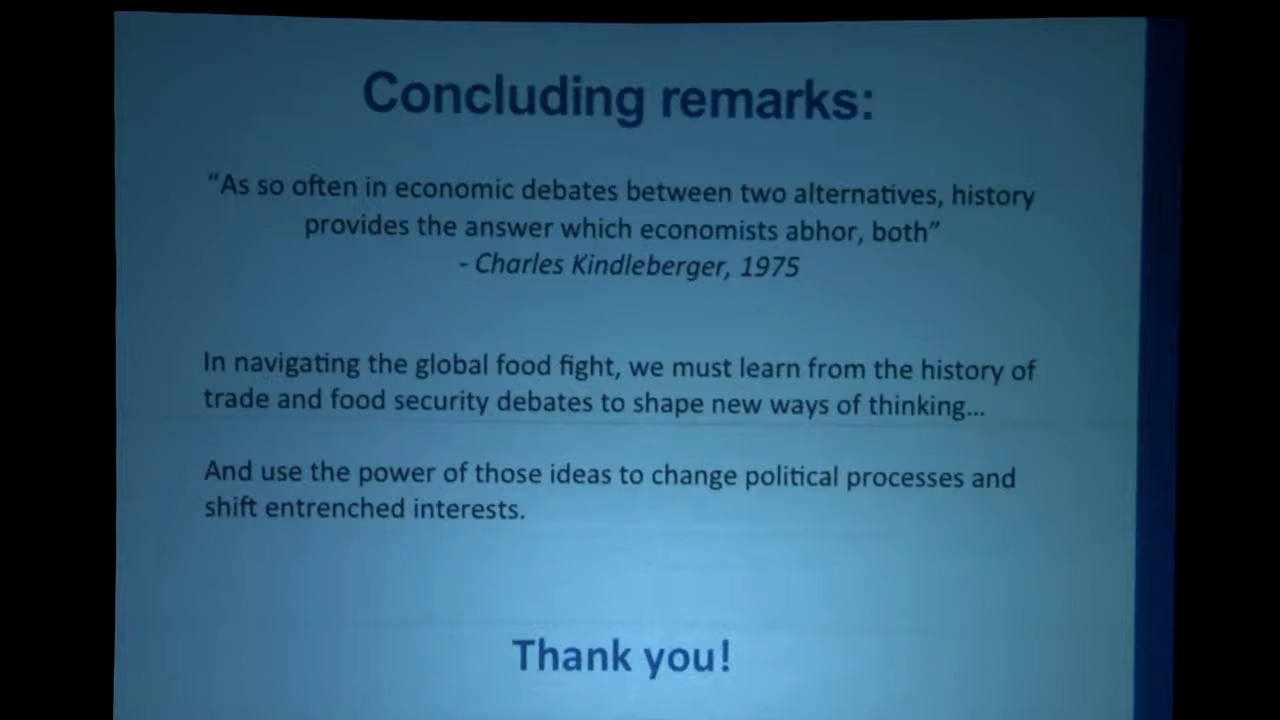 Concluding remarks:
“As so often in economic debates between two alternatives, history
provides the answer which economists abhor, both”
- Charles Kindleberger, 1975
In navigating the global food fight, we must learn from the history of
trade and food security debates to shape new ways of thinking...
And use the power of those ideas to change political processes and
shift entrenched interests.
Thank you!